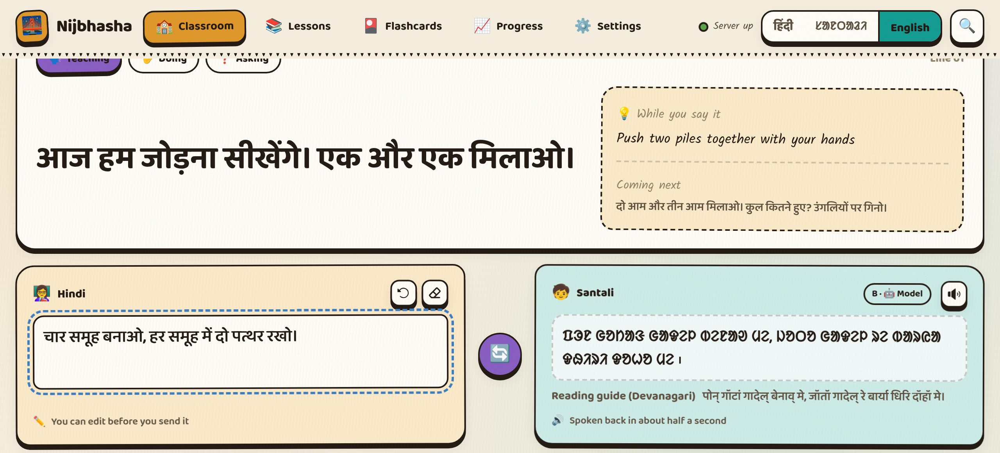 Nijbhasha
Classroom
Lessons
Flashcards
Progress
Settings
Server up
हिंदी
ᱥᱟᱱᱛᱟᱲᱤ
English
Teaching
Doing
Asking
Line 01
आज हम जोड़ना सीखेंगे। एक और एक मिलाओ।
While you say it
Push two piles together with your hands
Coming next
दो आम और तीन आम मिलाओ। कुल कितने हुए? उंगलियों पर गिनो।
Hindi
चार समूह बनाओ, हर समूह में दो पत्थर रखो।
You can edit before you send it
Santali
B · Model
ᱯᱳᱱ ᱜᱚᱴᱟᱝ ᱜᱟᱫᱮᱞ ᱵᱮᱱᱟᱣ ᱢᱮ, ᱡᱚᱛᱚ ᱜᱟᱫᱮᱞ ᱨᱮ ᱵᱟᱨᱭᱟ
ᱫᱷᱤᱨᱤ ᱫᱚᱦᱚ ᱢᱮ ᱾
Reading guide (Devanagari) पोन् गॉटां गादेल् बेनाव् मे, जॉतॉ गादेल् रे बार्या धिरि दॉहॉ मे।
Spoken back in about half a second